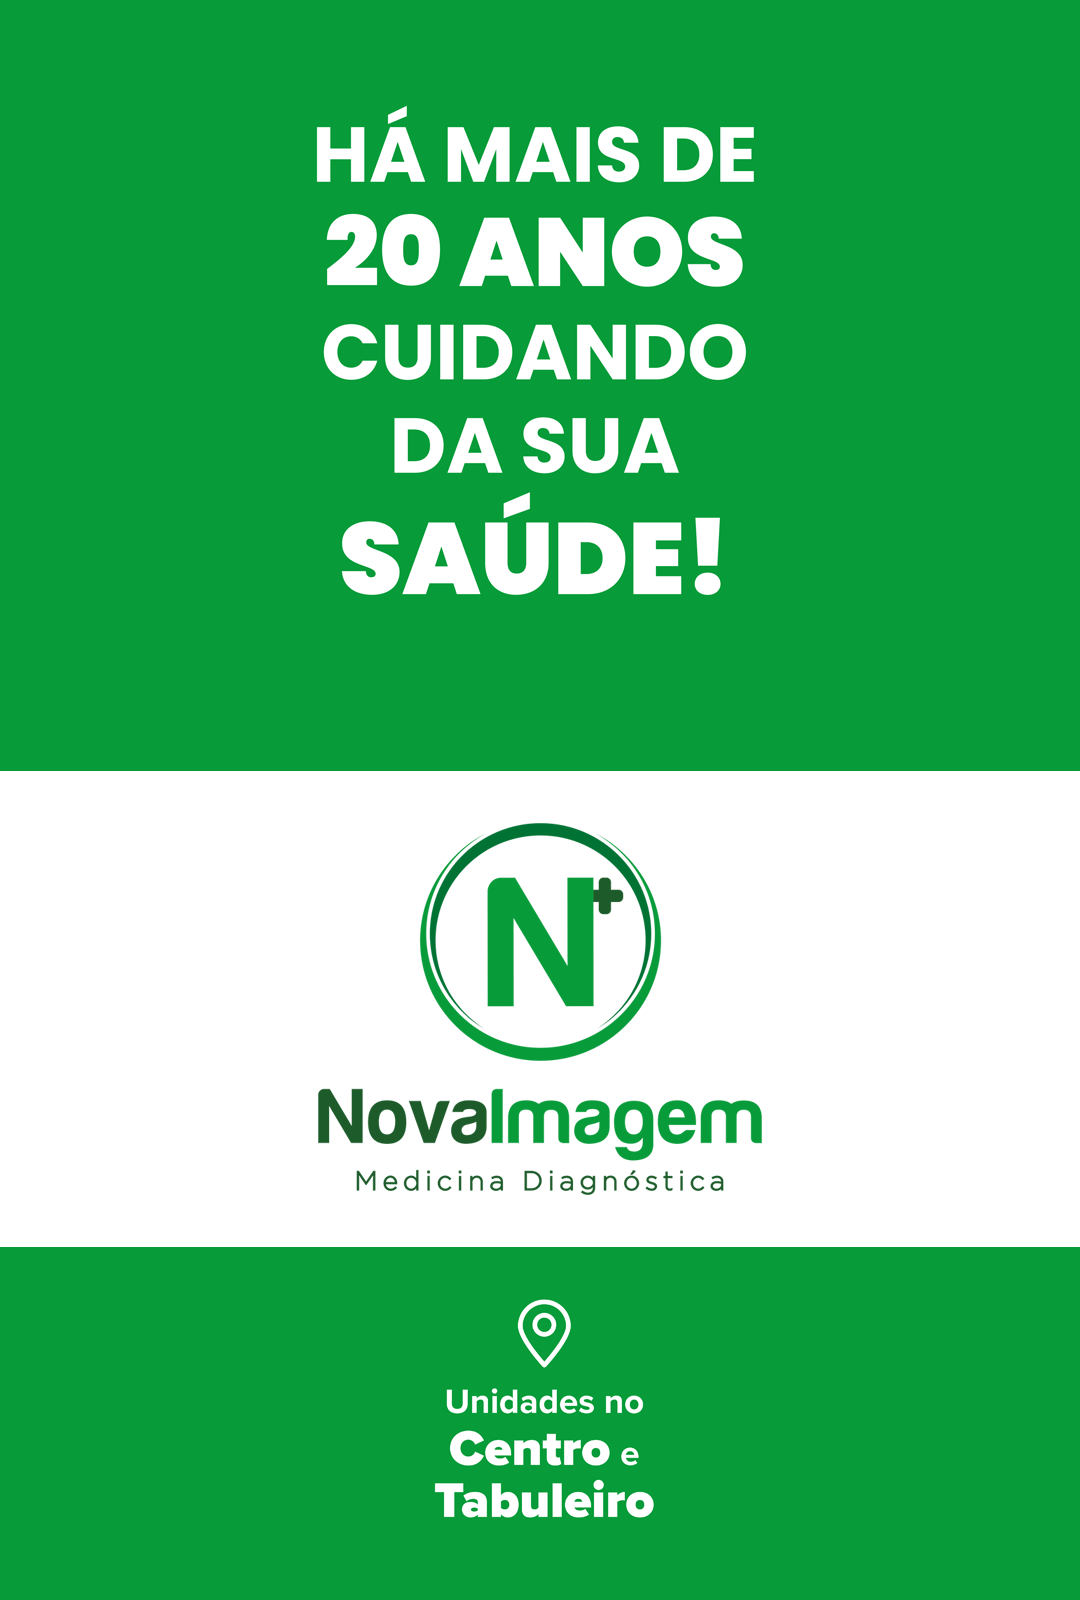 HÁ MAIS DE
20 ANOS
CUIDANDO
DA SUA
SAÚDE!
N+
NovaImagem
Medicina Diagnóstica
Unidades no
Centro e
Tabuleiro